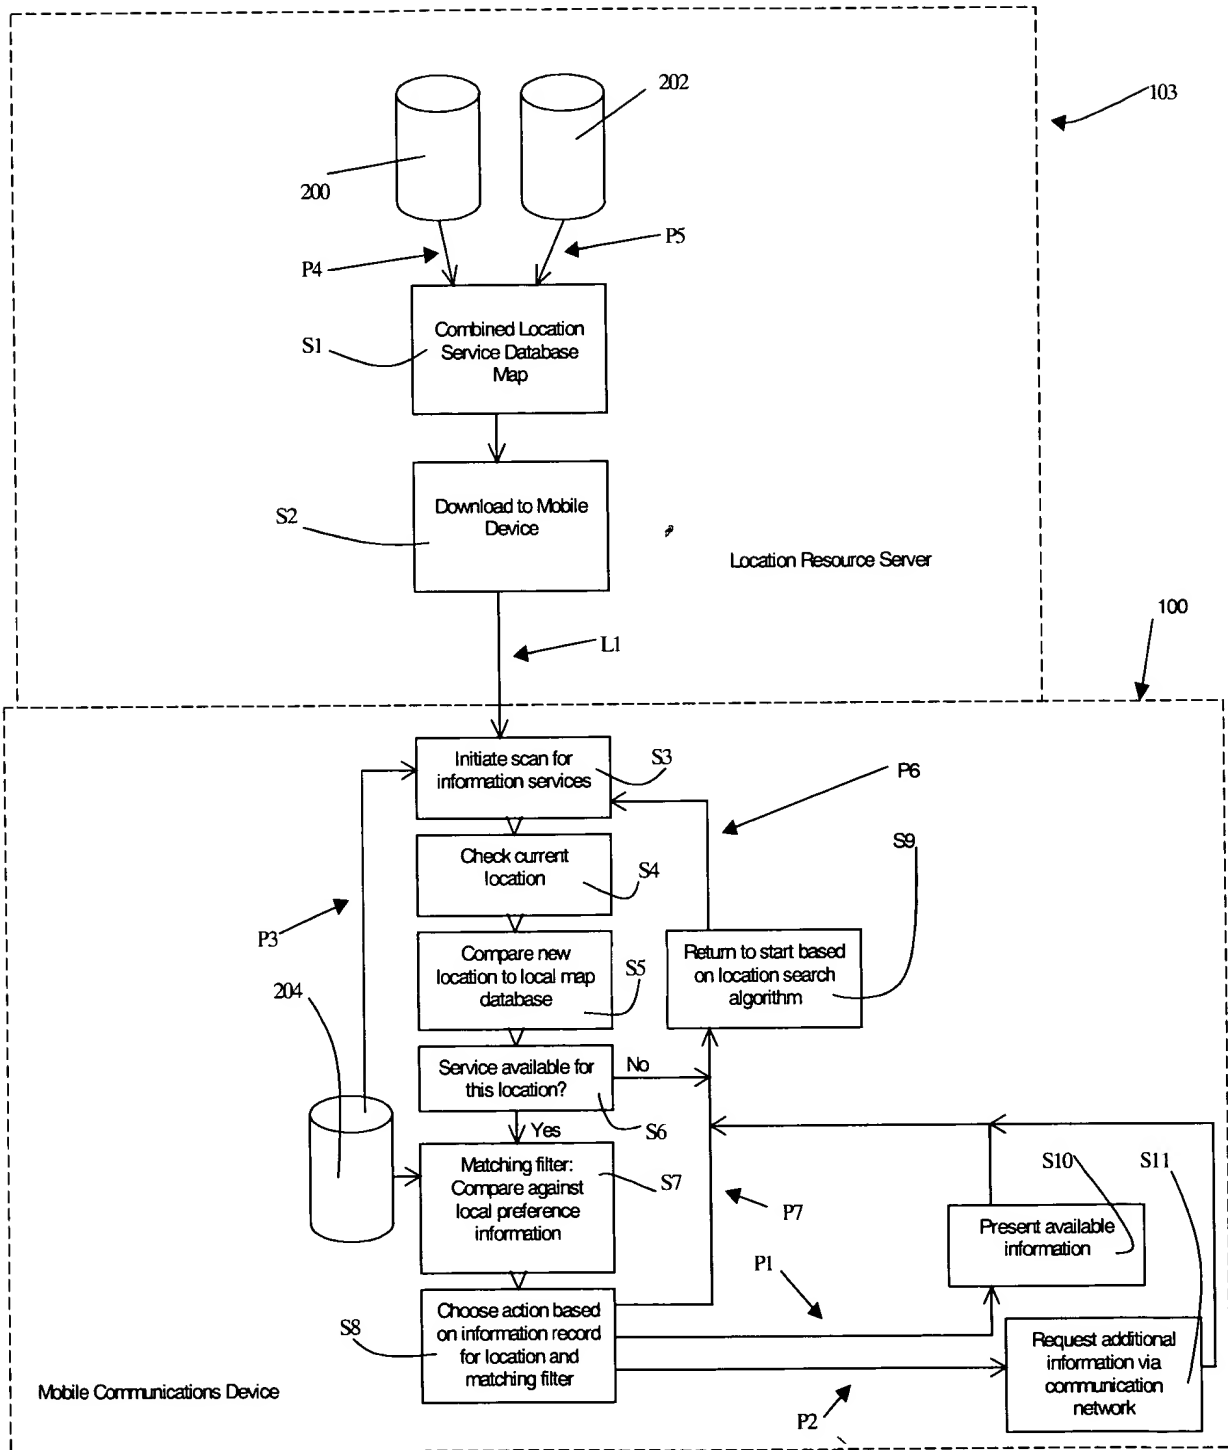 202
103
200
P5
P4
Combined Location
Service Database
Map
S1
Download to Mobile
Device
S2
Location Resource Server
100
L1
Initiate scan for
information services
S3
P6
Check current
location
S4
S9
P3
Compare new
location to local map
database
S5
Return to start based
on location search
algorithm
204
Service available for
this location?
No
S6
Yes
Matching filter:
Compare against
local preference
information
S7
S10
S11
P7
Present available
information
P1
Choose action based
on information record
for location and
matching filter
S8
Request additional
information via
communication
network
Mobile Communications Device
P2